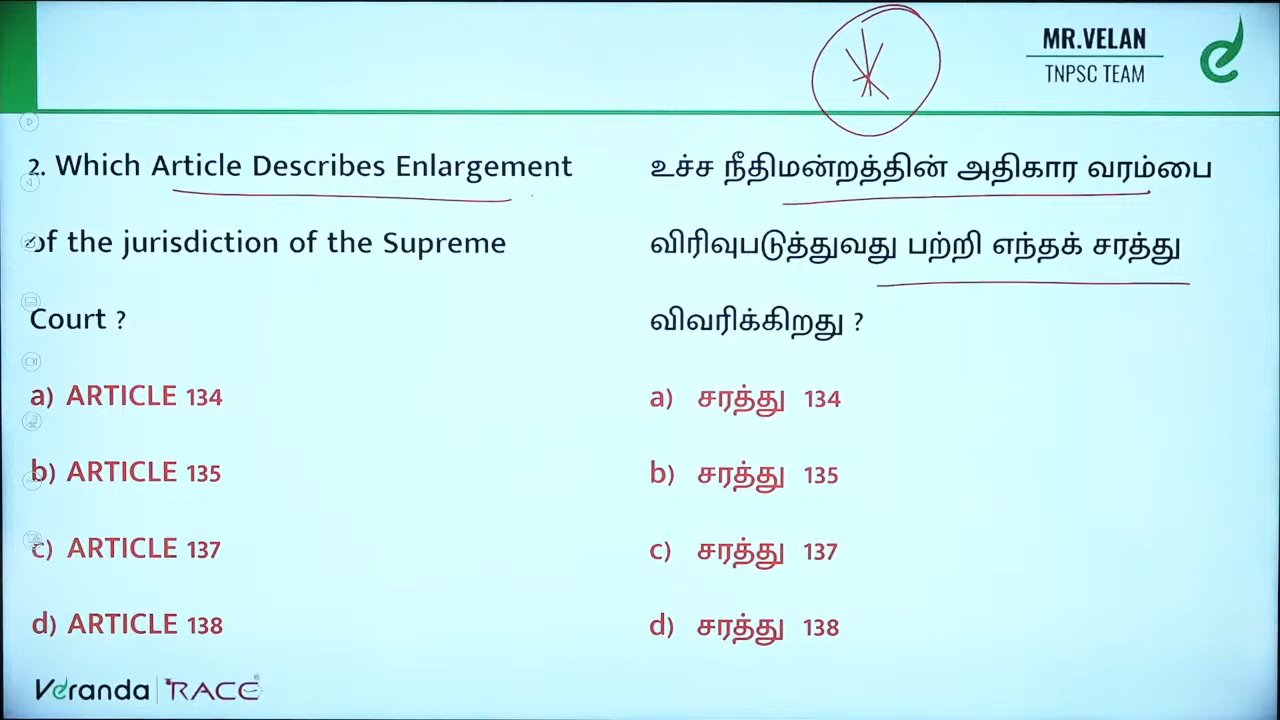 MR.VELAN
TNPSC TEAM
2. Which Article Describes Enlargement
of the jurisdiction of the Supreme
Court ?
a) ARTICLE 134
b) ARTICLE 135
c) ARTICLE 137
d) ARTICLE 138
உச்ச நீதிமன்றத்தின் அதிகார வரம்பை
விரிவுபடுத்துவது பற்றி எந்தக் சரத்து
விவரிக்கிறது ?
a) சரத்து 134
b) சரத்து 135
c) சரத்து 137
d) சரத்து 138
Veranda RACE